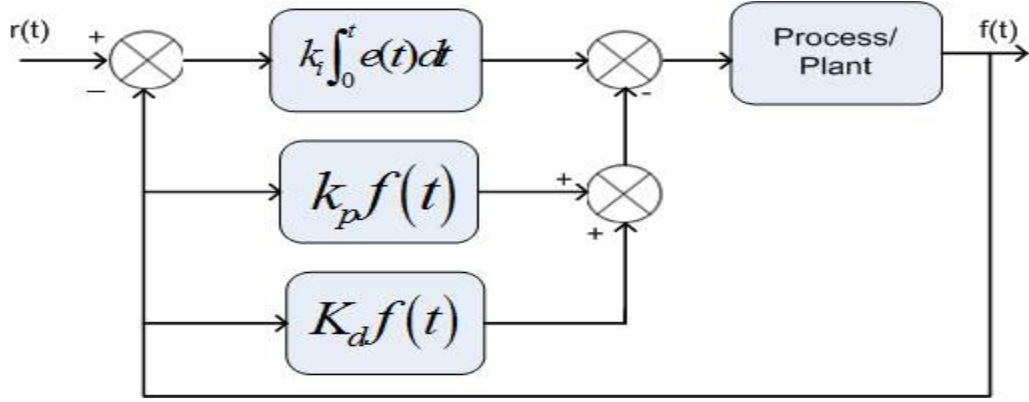 r(t)
+
−
k_i∫_0^t e(t)dt
-
Process/
Plant
f(t)
k_p f(t)
+
+
K_d f(t)